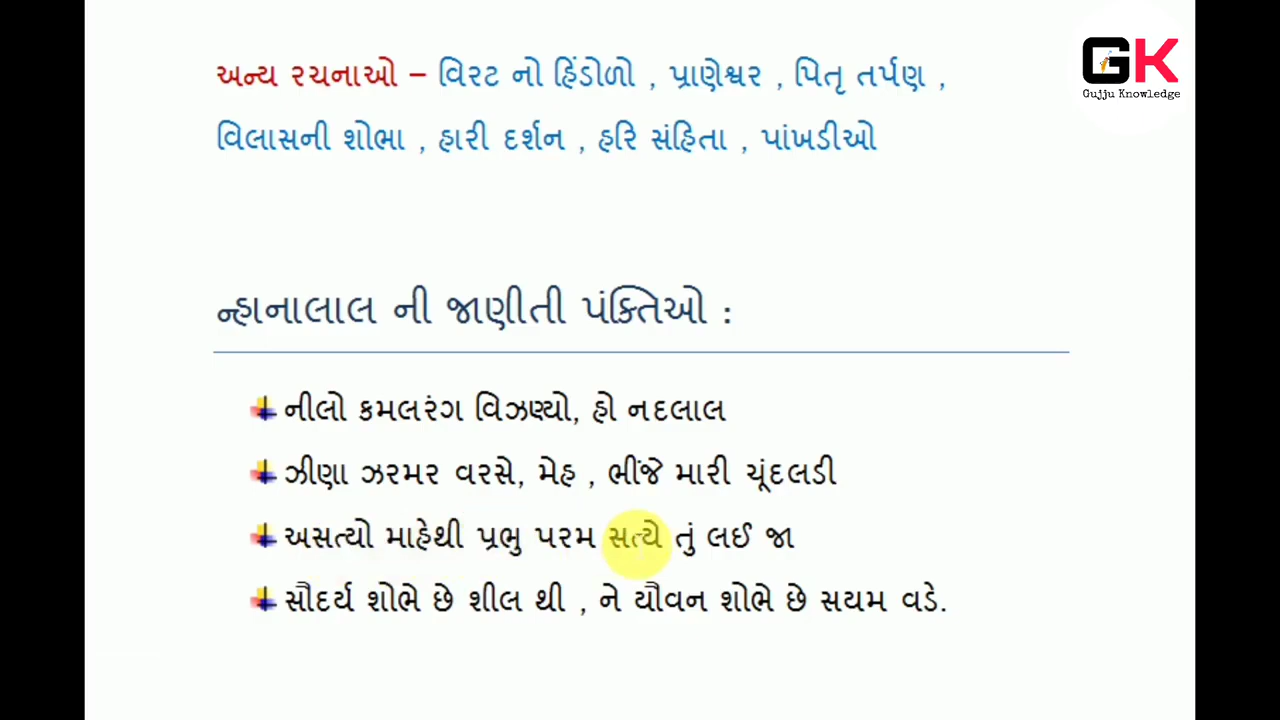 GK
Gujju Knowledge
અન્ય રચનાઓ – વિરટ નો હિંડોળો , પ્રાણેશ્વર , પિતૃ તર્પણ ,
વિલાસની શોભા , હારી દર્શન , હરિ સંહિતા , પાંખડીઓ
ન્હાનાલાલ ની જાણીતી પંક્તિઓ :
નીલો કમલરંગ વિઝણ્યો, હો નદલાલ
ઝીણા ઝરમર વરસે, મેહ , ભીંજે મારી ચૂંદલડી
અસત્યો માહેથી પ્રભુ પરમ સત્યે તું લઈ જા
સૌદર્ય શોભે છે શીલ થી , ને યૌવન શોભે છે સયમ વડે.